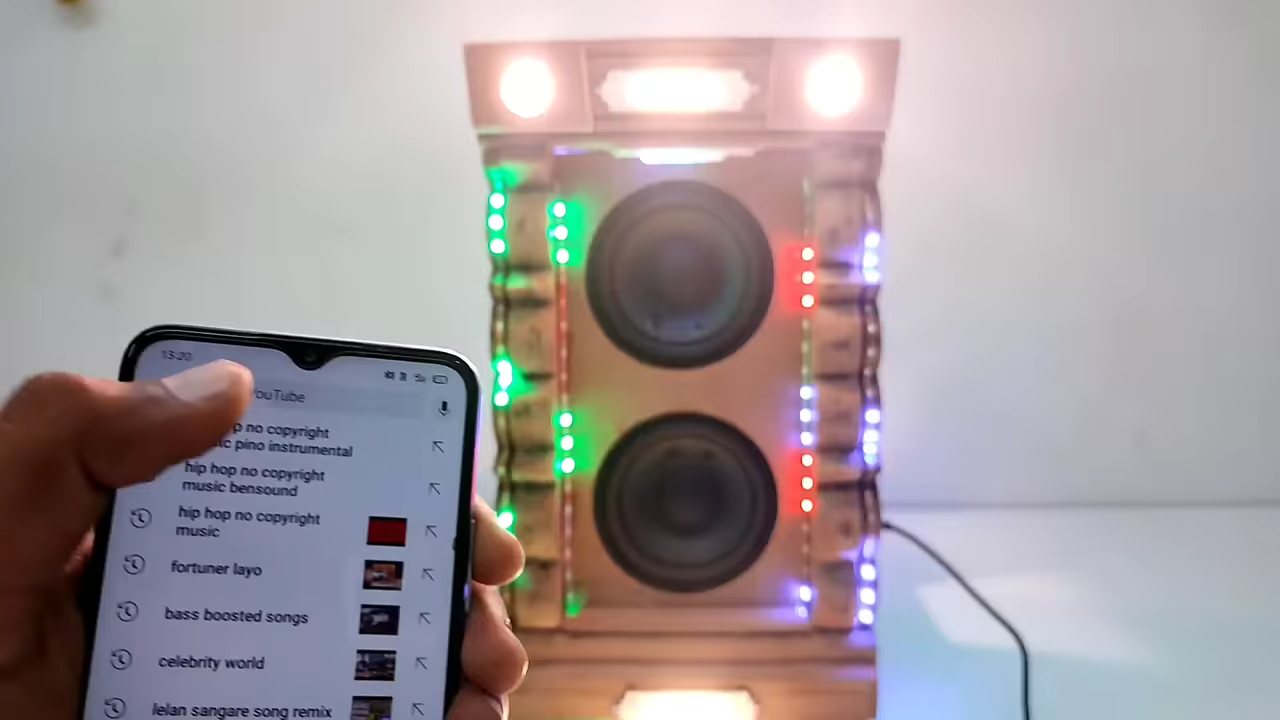 13:20
YouTube
no copyright
pino instrumental
hip hop no copyright
music bensound
hip hop no copyright
music
fortuner layo
bass boosted songs
celebrity world
lelan sangare song remix